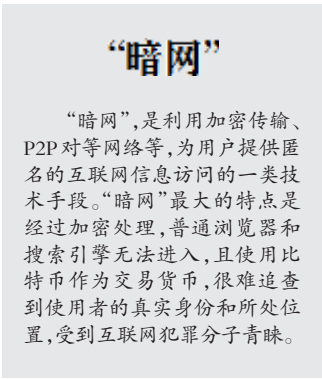 “暗网”
“暗网”,是利用加密传输、
P2P对等网络等,为用户提供匿
名的互联网信息访问的一类技
术手段。“暗网”最大的特点是
经过加密处理,普通浏览器和
搜索引擎无法进入,且使用比
特币作为交易货币,很难追查
到使用者的真实身份和所处位
置,受到互联网犯罪分子青睐。